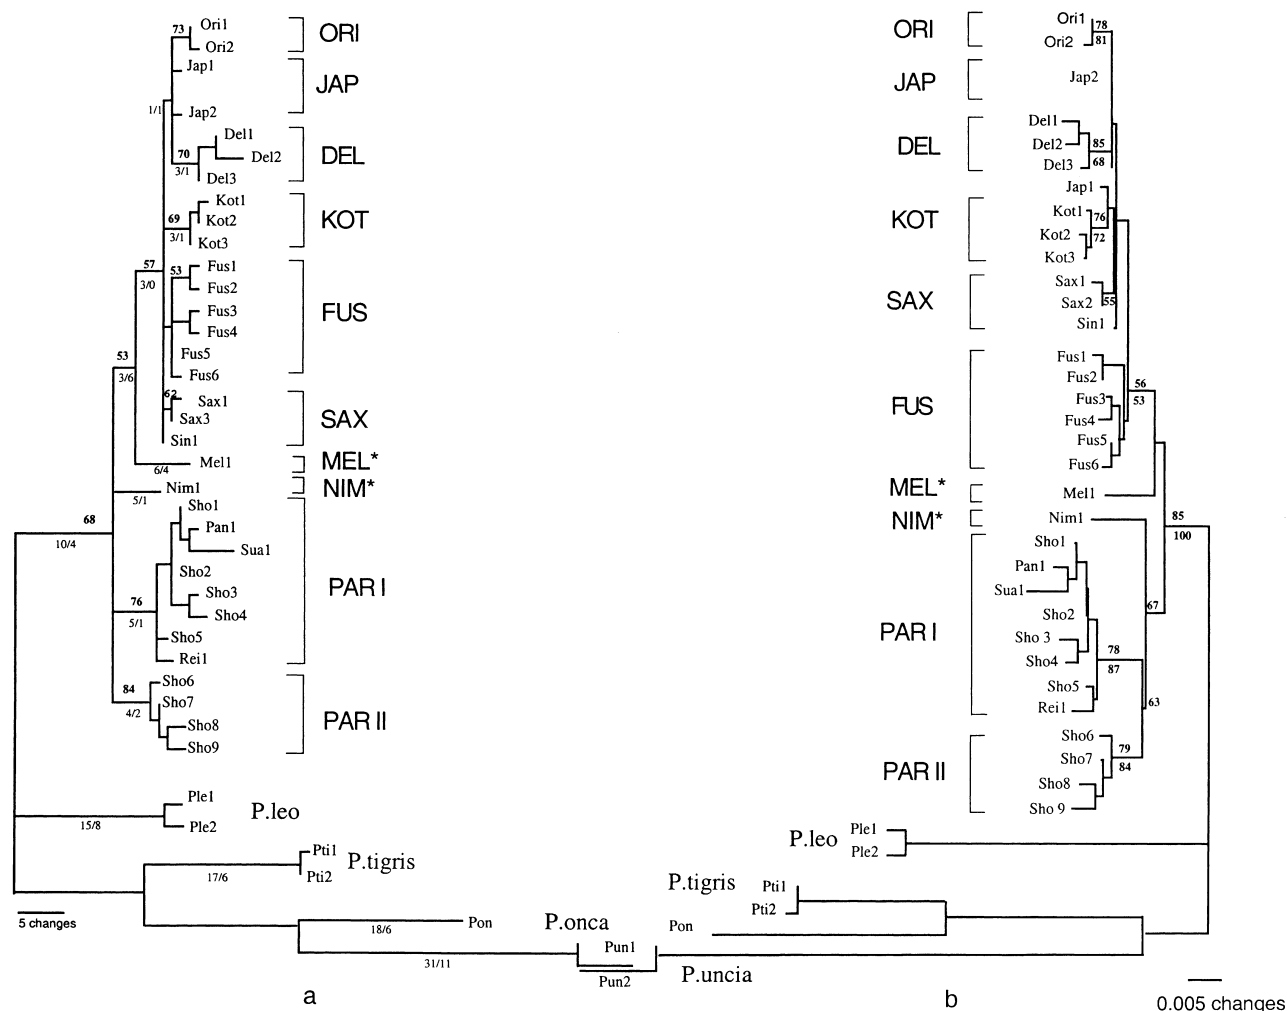 73
Ori1
Ori2
ORI
Jap1
Jap2
JAP
1/1
70
3/1
Del1
Del2
Del3
DEL
69
3/1
Kot1
Kot2
Kot3
KOT
57
3/0
53
Fus1
Fus2
Fus3
Fus4
Fus5
Fus6
FUS
53
3/6
62
Sax1
Sax3
Sin1
SAX
6/4
Mel1
MEL*
5/1
Nim1
NIM*
68
10/4
Sho1
Pan1
Sua1
Sho2
Sho3
Sho4
Sho5
Rei1
76
5/1
PAR I
84
4/2
Sho6
Sho7
Sho8
Sho9
PAR II
Ple1
Ple2
15/8
P.leo
Pti1
Pti2
17/6
P.tigris
Pon
18/6
P.onca
31/11
Pun1
Pun2
P.uncia
5 changes
a
ORI
Ori1
Ori2
78
81
JAP
Jap2
DEL
Del1
Del2
Del3
85
68
Jap1
KOT
Kot1
Kot2
Kot3
76
72
SAX
Sax1
Sax2
Sin1
55
FUS
Fus1
Fus2
Fus3
Fus4
Fus5
Fus6
56
53
MEL*
Mel1
NIM*
Nim1
85
100
PAR I
Sho1
Pan1
Sua1
Sho2
Sho 3
Sho4
Sho5
Rei1
67
78
87
63
PAR II
Sho6
Sho7
Sho8
Sho 9
79
84
P.leo
Ple1
Ple2
P.tigris
Pti1
Pti2
Pon
b
0.005 changes